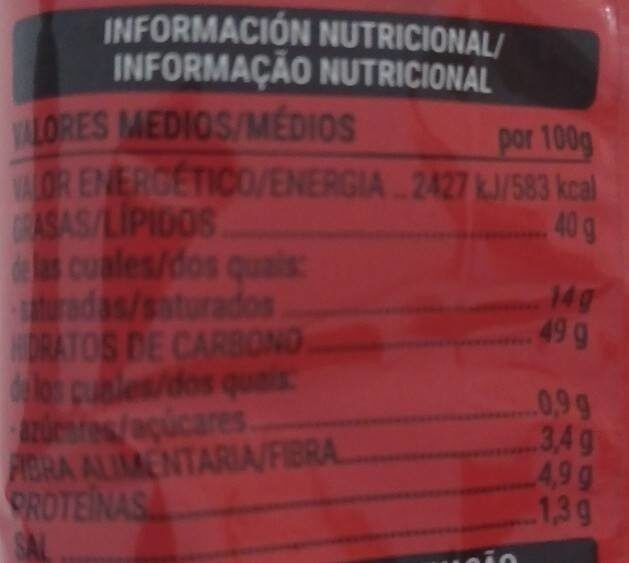 INFORMACIÓN NUTRICIONAL/
INFORMAÇÃO NUTRICIONAL
VALORES MEDIOS/MÉDIOS por 100g
VALOR ENERGÉTICO/ENERGIA 2427 kJ/583 kcal
GRASAS/LÍPIDOS 40 g
de las cuales/dos quais:
- saturadas/saturados 14 g
HIDRATOS DE CARBONO 49 g
de los cuales/dos quais:
- azúcares/açúcares 0,9 g
FIBRA ALIMENTARIA/FIBRA 3,4 g
PROTEÍNAS 4,9 g
SAL 1,3 g